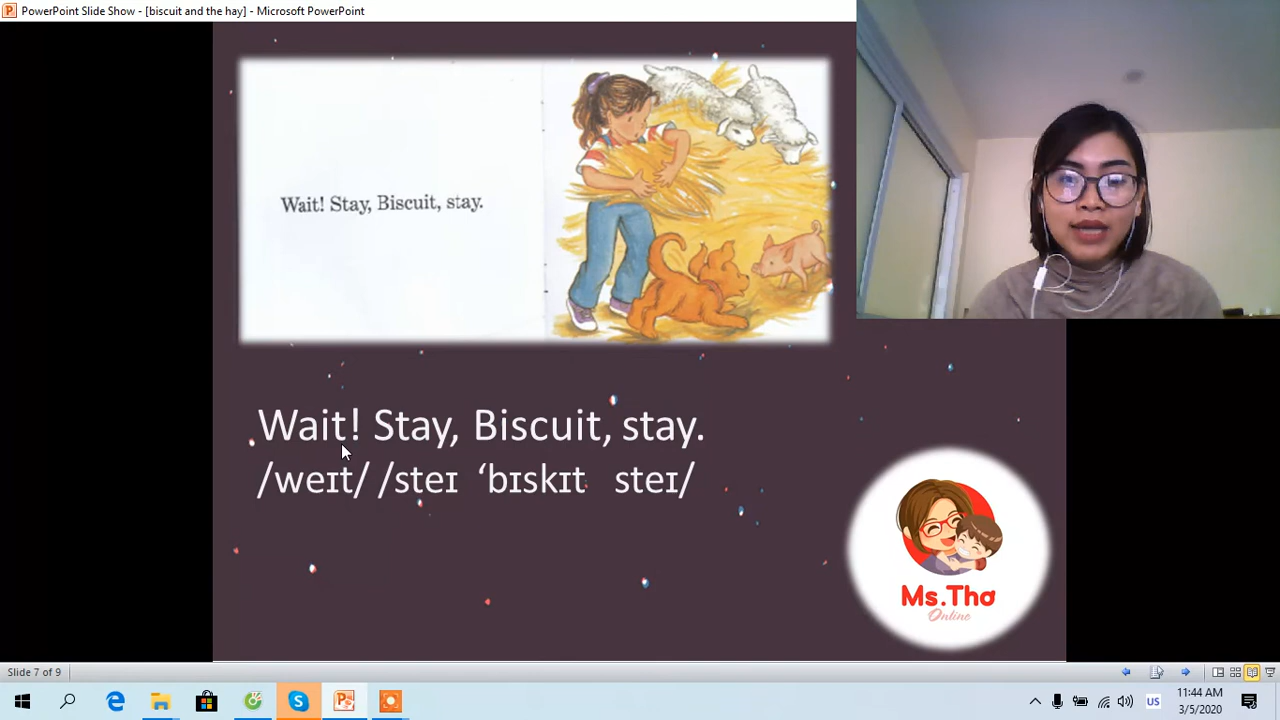 PowerPoint Slide Show - [biscuit and the hay] - Microsoft PowerPoint
Wait! Stay, Biscuit, stay.
Wait! Stay, Biscuit, stay.
/weɪt/ /steɪ ‘bɪskɪt steɪ/
Ms.Thơ
Online
Slide 7 of 9
US
11:44 AM
3/5/2020